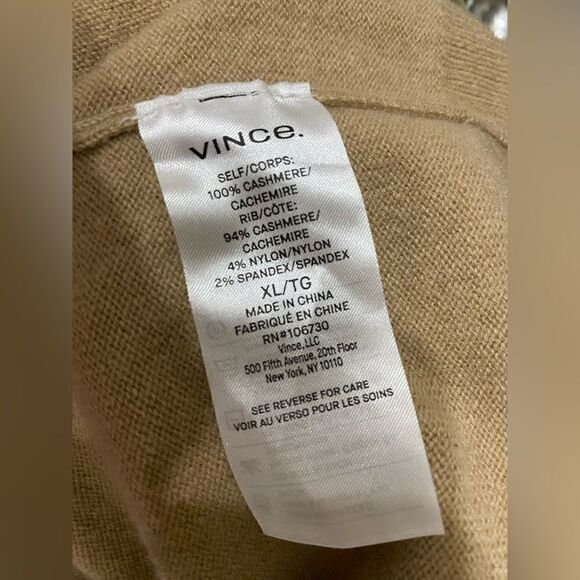 VINCE.
SELF/CORPS:
100% CASHMERE/
CACHEMIRE
RIB/CÔTE:
94% CASHMERE/
CACHEMIRE
4% NYLON/NYLON
2% SPANDEX/SPANDEX
XL/TG
MADE IN CHINA
FABRIQUÉ EN CHINE
RN#106730
Vince, LLC
500 Fifth Avenue, 20th Floor
New York, NY 10110
SEE REVERSE FOR CARE
VOIR AU VERSO POUR LES SOINS